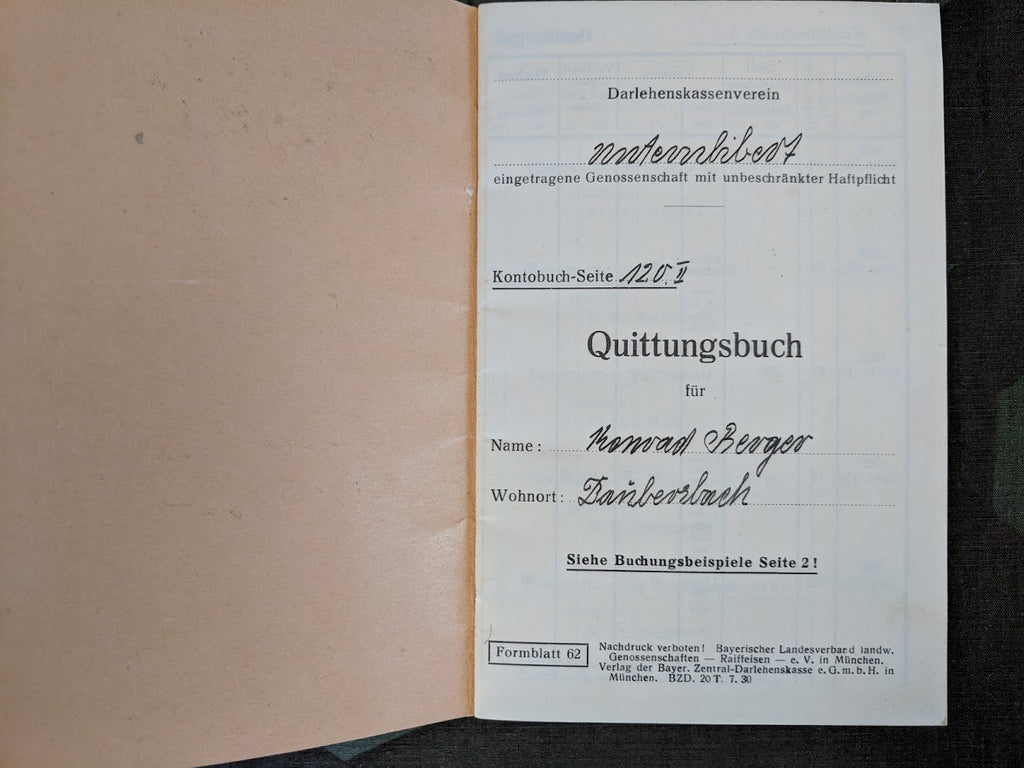 Darlehenskassenverein
Unternbibert
eingetragene Genossenschaft mit unbeschränkter Haftpflicht
Kontobuch-Seite 120. II
Quittungsbuch
für
Name: Konrad Berger
Wohnort: Daubersbach
Siehe Buchungsbeispiele Seite 2!
Formblatt 62
Nachdruck verboten! Bayerischer Landesverband landw.
Genossenschaften — Raiffeisen — e. V. in München.
Verlag der Bayer. Zentral-Darlehenskasse e. G. m. b. H. in
München. BZD. 20 T. 7. 30